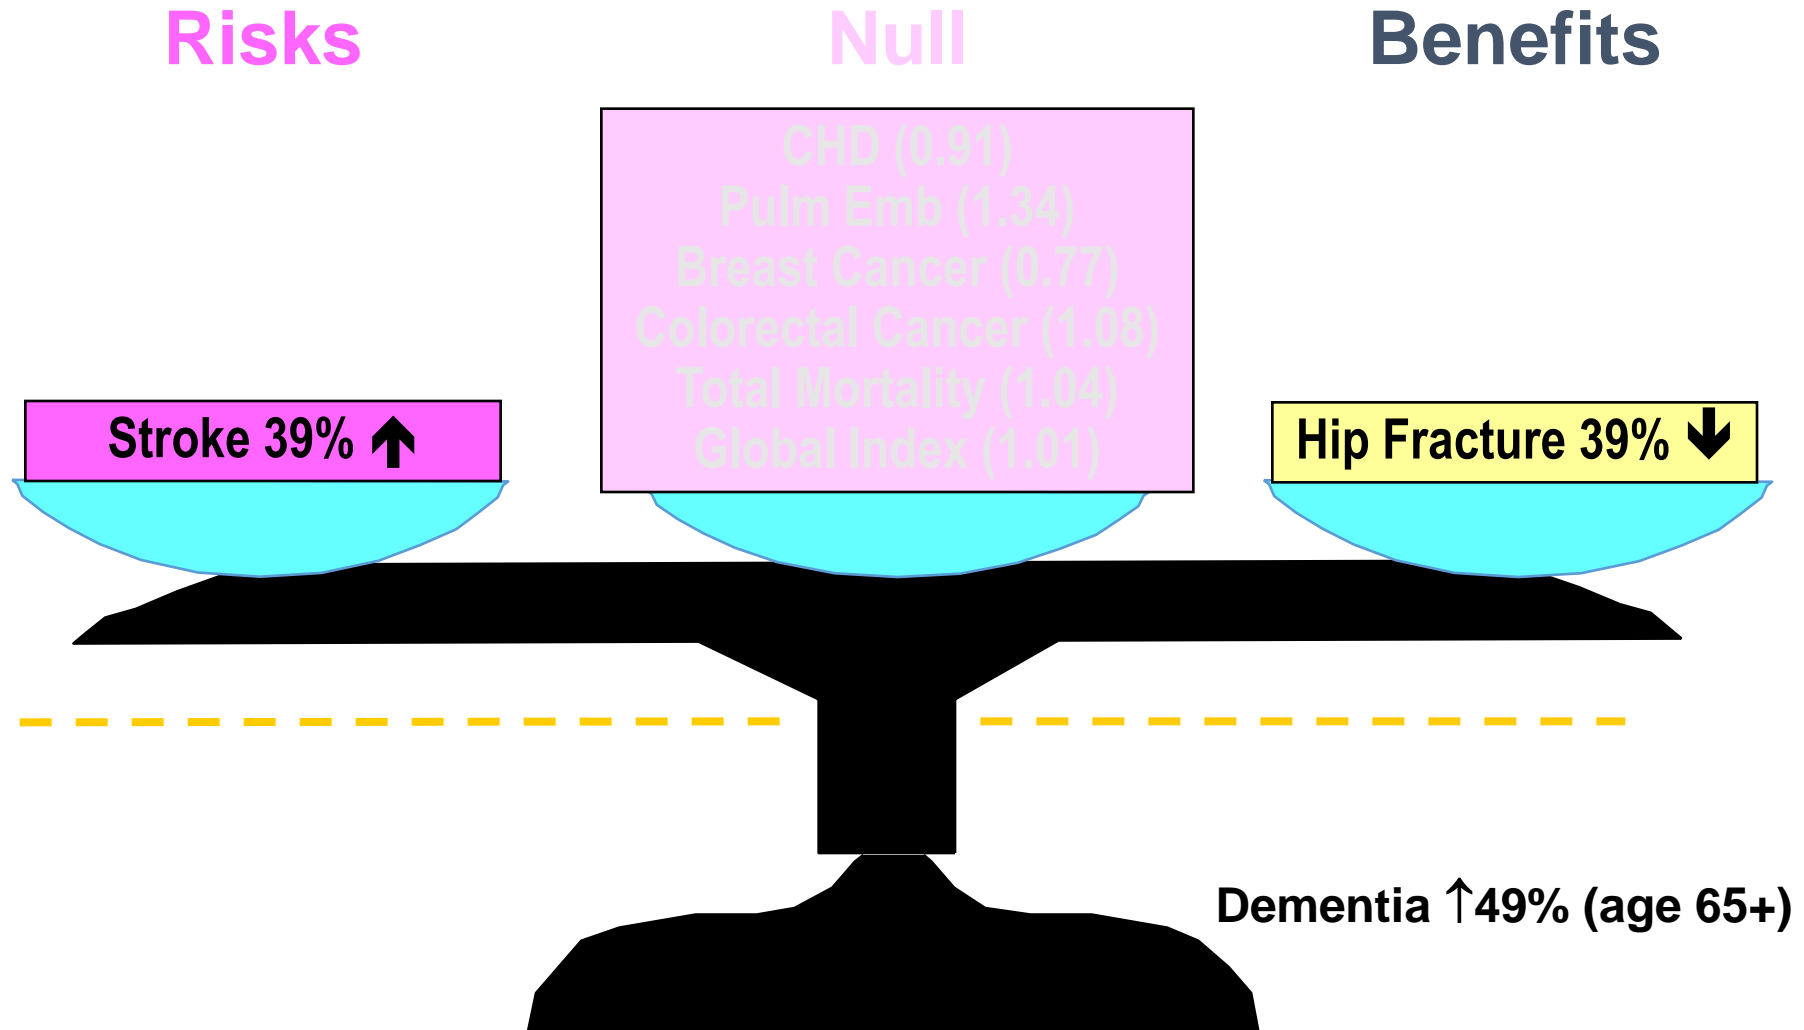 Risks
Null
Benefits
CHD (0.91)
Pulm Emb (1.34)
Breast Cancer (0.77)
Colorectal Cancer (1.08)
Total Mortality (1.04)
Global Index (1.01)
Stroke 39% 🡹
Hip Fracture 39% 🡻
Dementia ↑49% (age 65+)